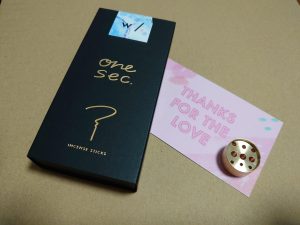 w/
one
sec.
INCENSE STICKS
THANKS
FOR THE
LOVE